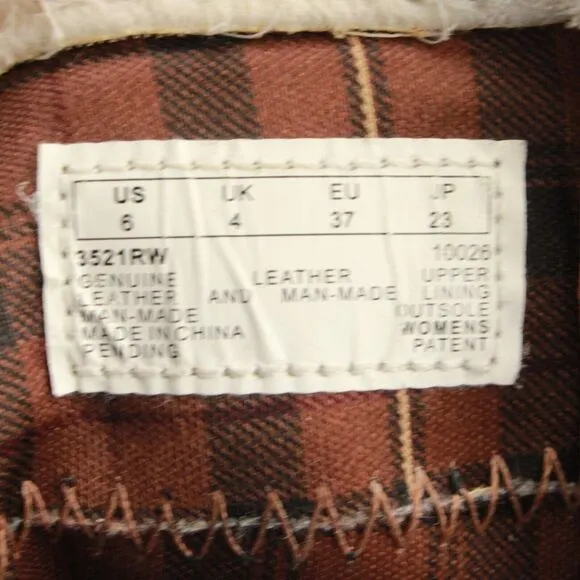 US UK EU JP
6 4 37 23
3521RW 10026
GENUINE LEATHER UPPER
LEATHER AND MAN-MADE LINING
MAN-MADE OUTSOLE
MADE IN CHINA WOMENS
PENDING PATENT